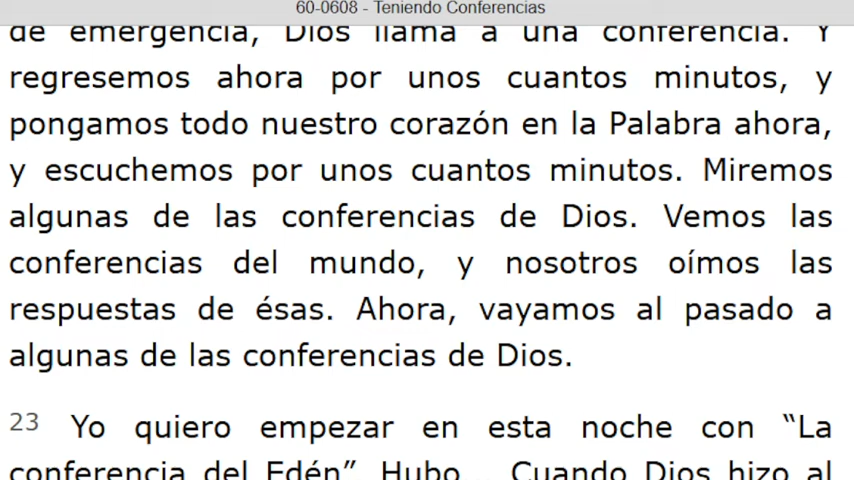 60-0608 - Teniendo Conferencias
de emergencia, Dios llama a una conferencia. Y
regresemos ahora por unos cuantos minutos, y
pongamos todo nuestro corazón en la Palabra ahora,
y escuchemos por unos cuantos minutos. Miremos
algunas de las conferencias de Dios. Vemos las
conferencias del mundo, y nosotros oímos las
respuestas de ésas. Ahora, vayamos al pasado a
algunas de las conferencias de Dios.
23 Yo quiero empezar en esta noche con “La
conferencia del Edén” Hubo . Cuando Dios hizo al